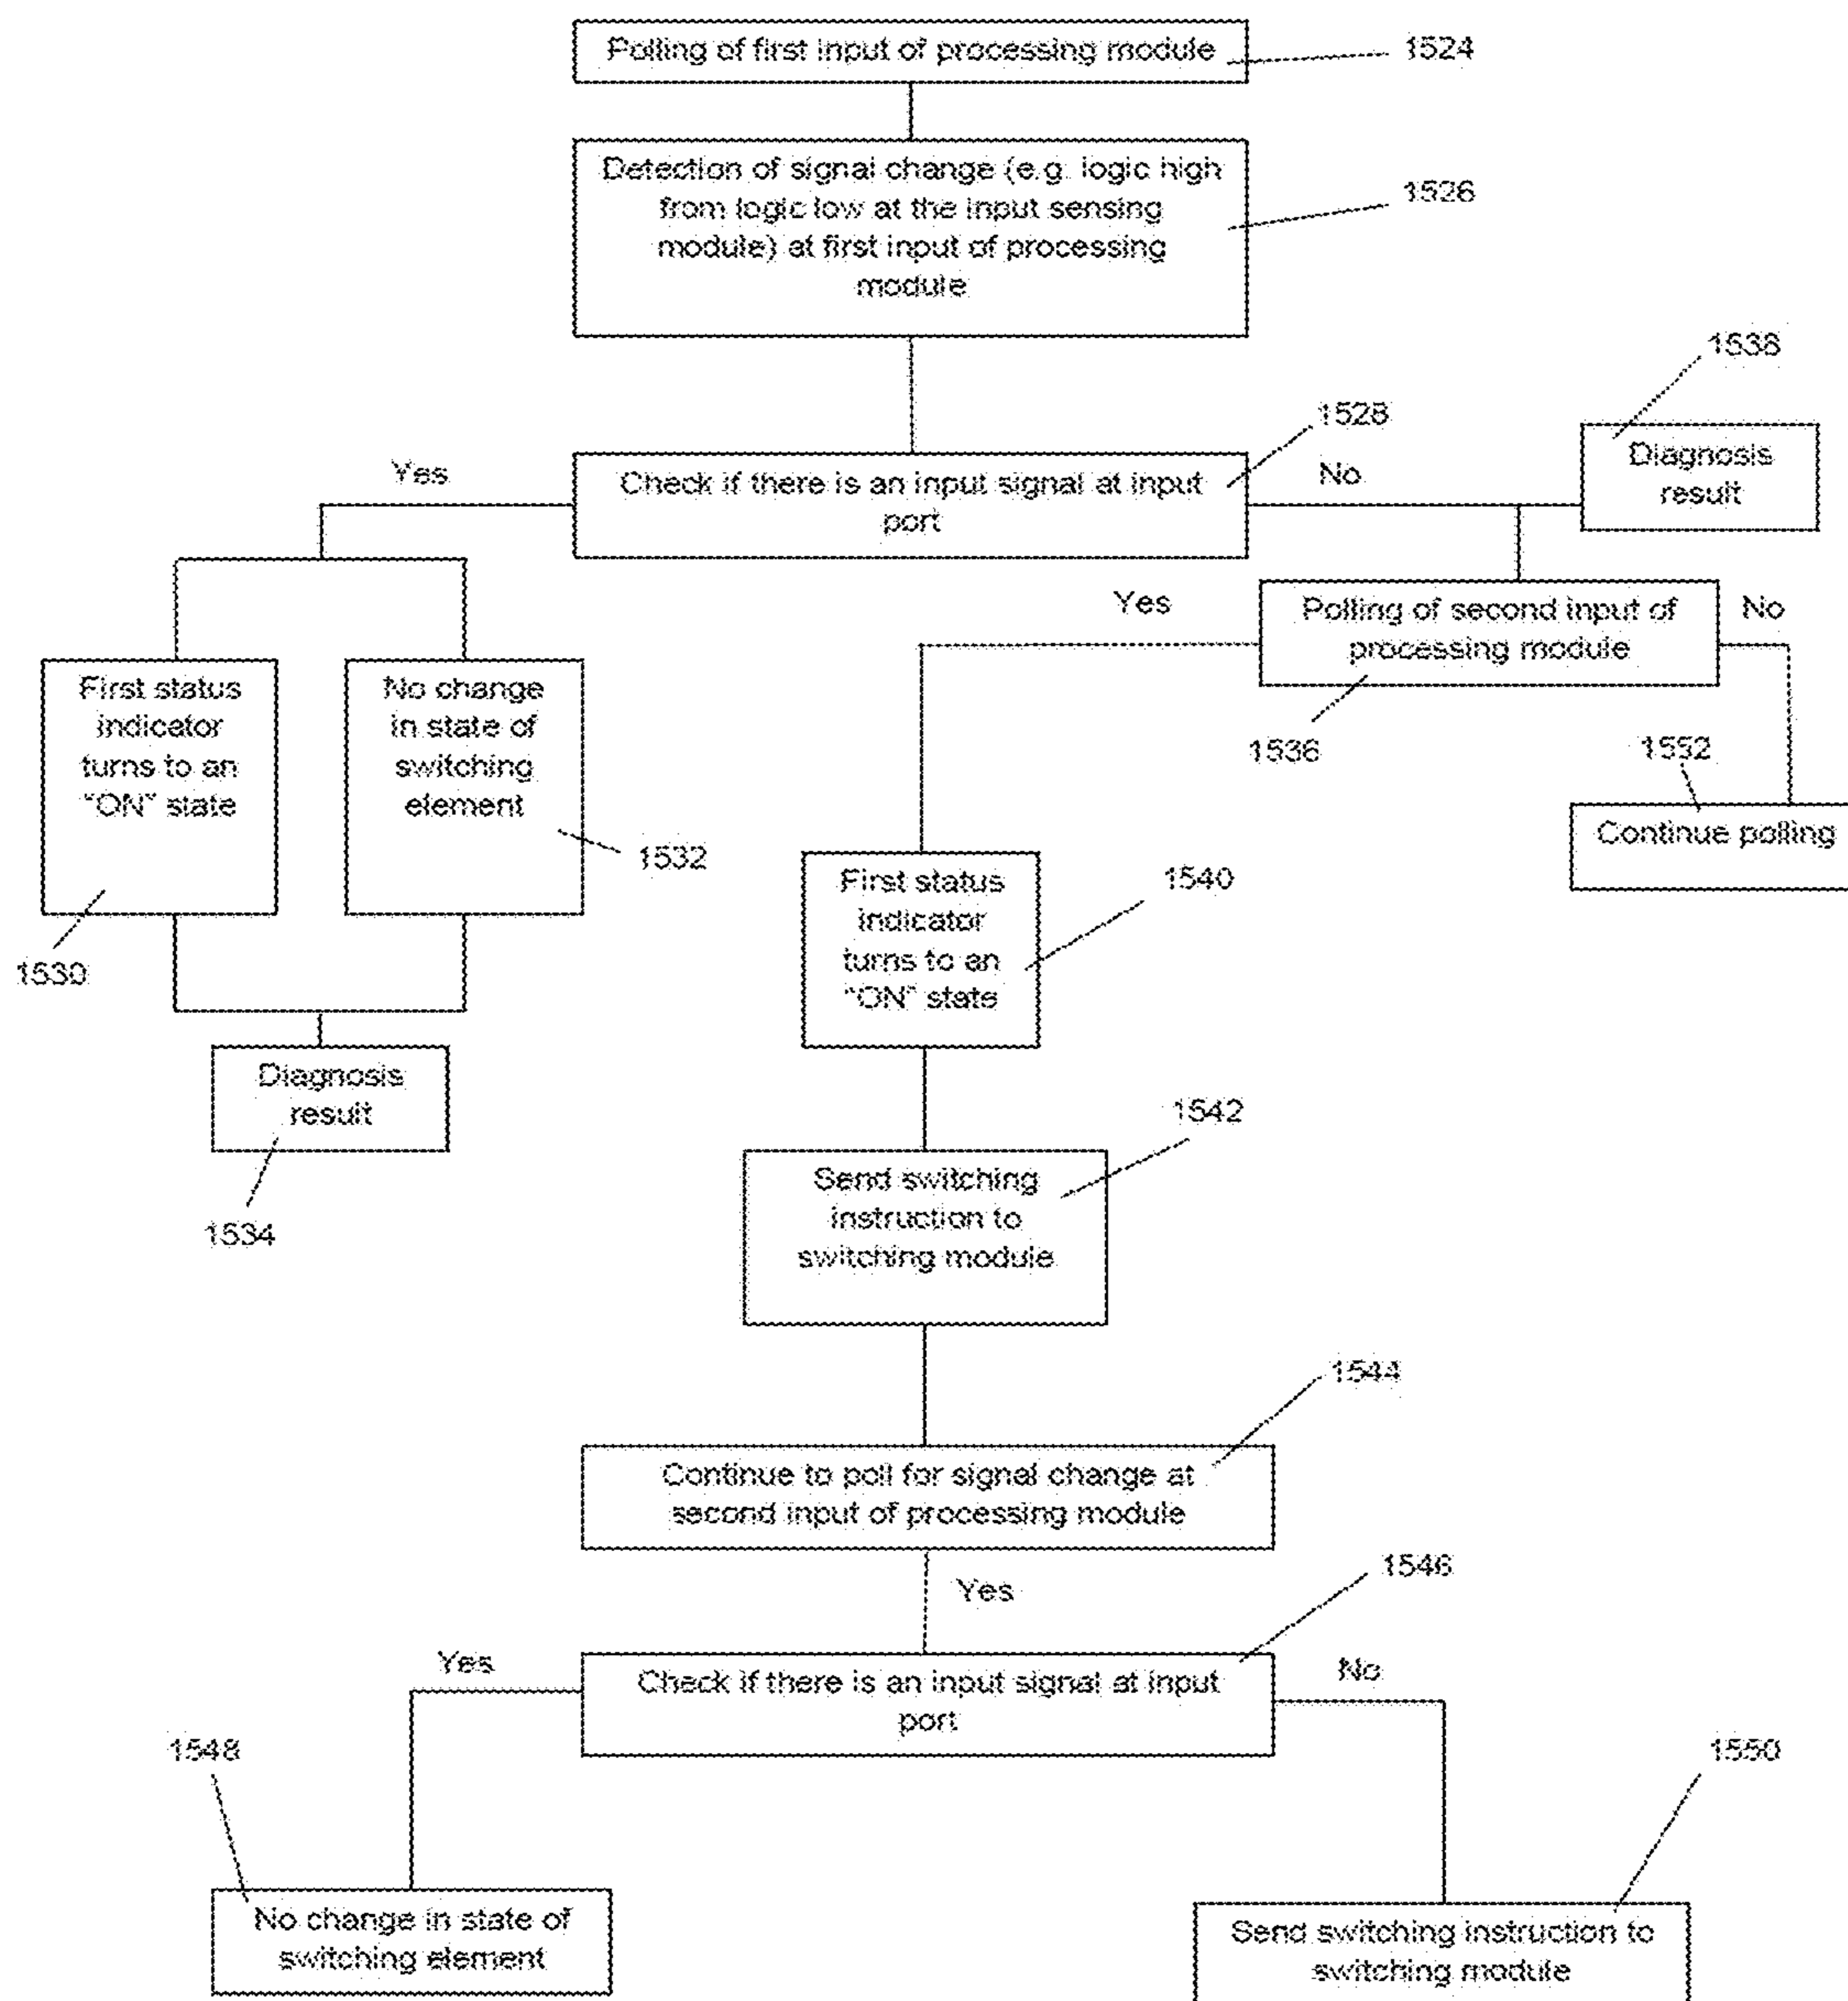 Polling of first input of processing module
1524
Detection of signal change (e.g. logic high
from logic low at the input sensing
module) at first input of processing
module
1526
1538
1528
Yes
Check if there is an input signal at input
port
No
Diagnosis
result
Yes
Polling of second input of
processing module
No
1536
1552
Continue polling
First status
indicator
turns to an
"ON" state
No change
in state of
switching
element
1532
1530
First status
indicator
turns to an
"ON" state
1540
Diagnosis
result
1534
1542
Send switching
instruction to
switching module
1544
Continue to poll for signal change at
second input of processing module
Yes
1546
Yes
Check if there is an input signal at input
port
No
1548
1550
No change in state of
switching element
Send switching instruction to
switching module